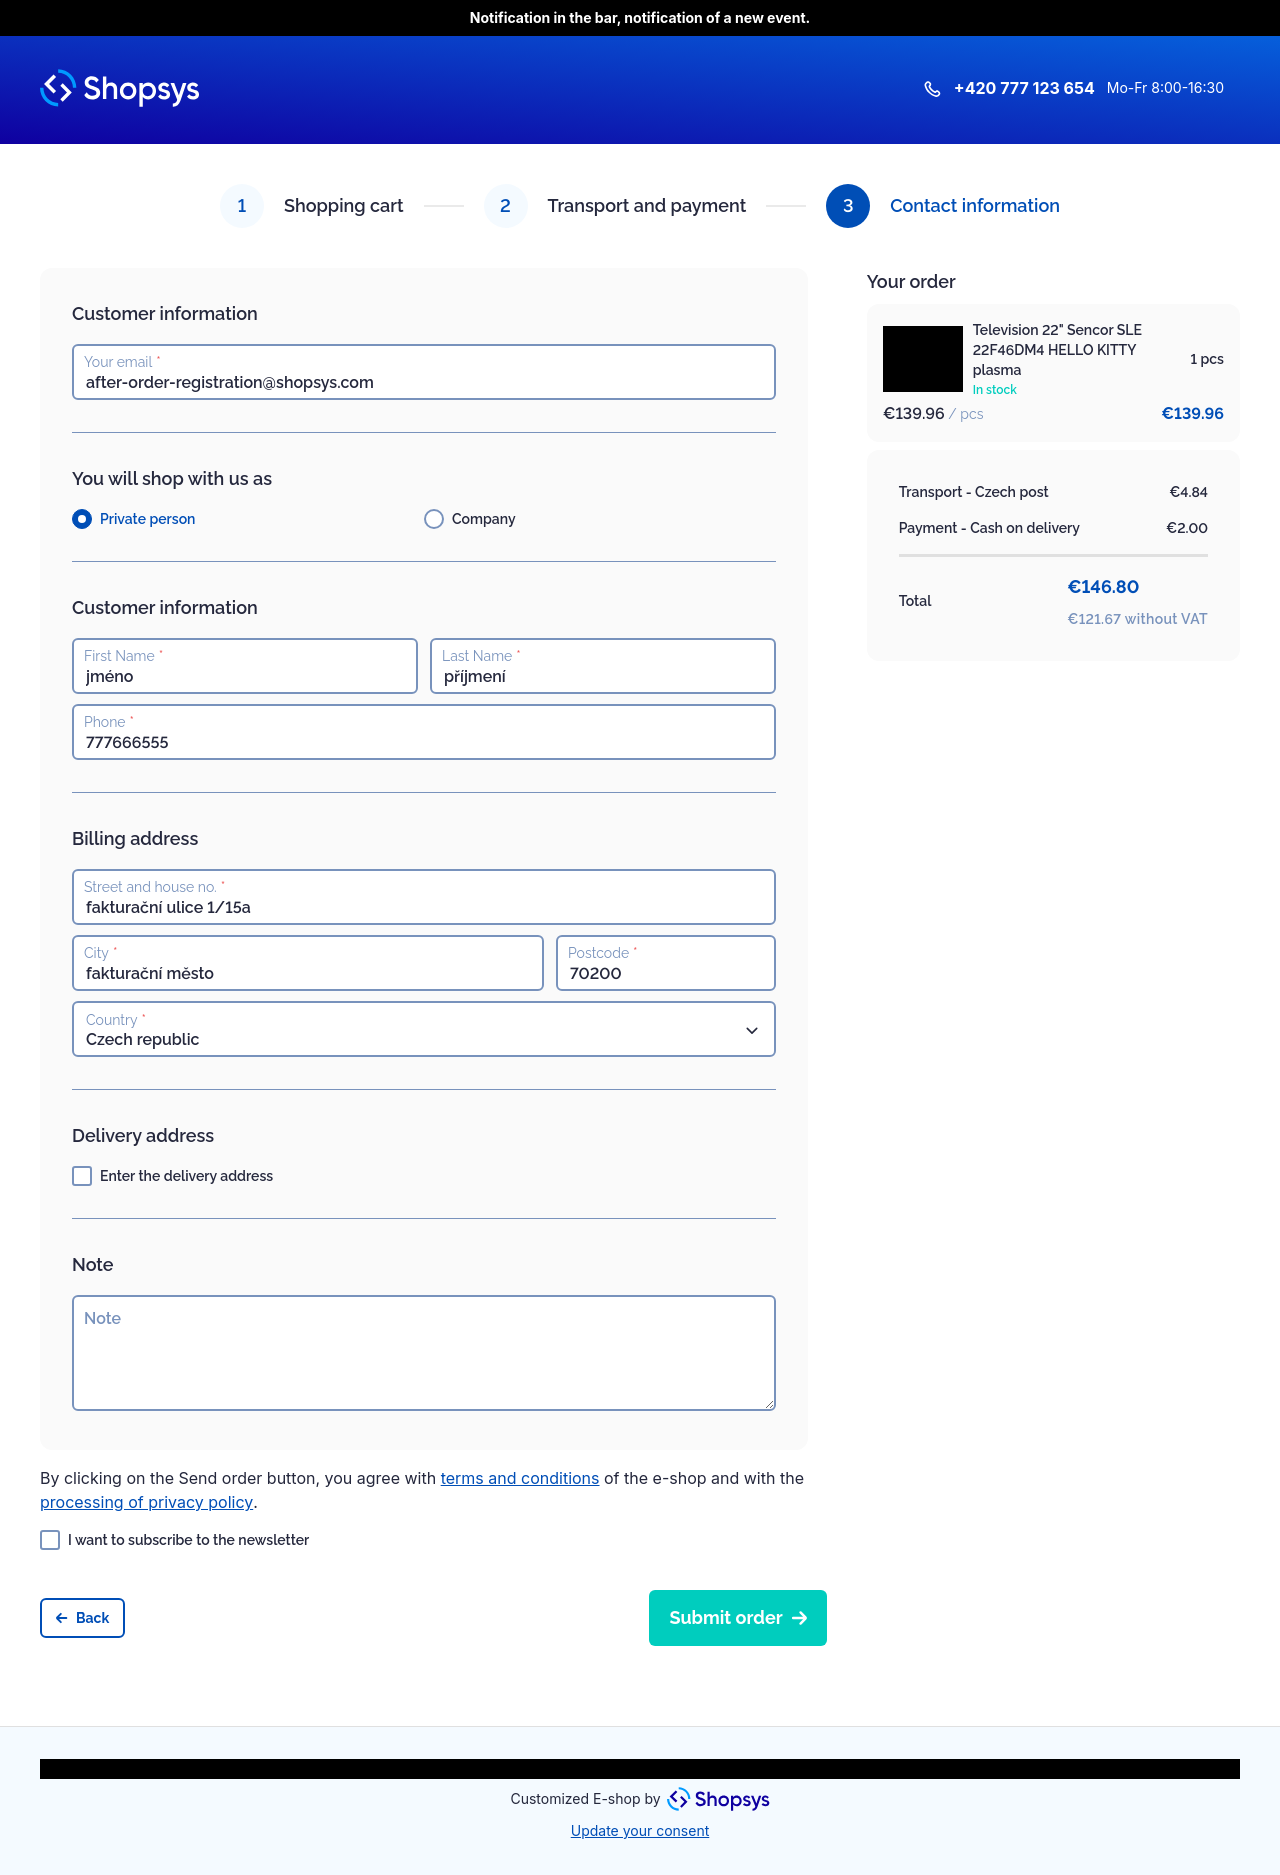 Notification in the bar, notification of a new event.
Shopsys
+420 777 123 654 Mo-Fr 8:00-16:30
1 Shopping cart
2 Transport and payment
3 Contact information
Customer information
Your email *
after-order-registration@shopsys.com
You will shop with us as
Private person
Company
Customer information
First Name *
jméno
Last Name *
příjmení
Phone *
777666555
Billing address
Street and house no. *
fakturační ulice 1/15a
City *
fakturační město
Postcode *
70200
Country *
Czech republic
Delivery address
Enter the delivery address
Note
Note
By clicking on the Send order button, you agree with terms and conditions of the e-shop and with the
processing of privacy policy.
I want to subscribe to the newsletter
Back
Submit order
Your order
Television 22" Sencor SLE
22F46DM4 HELLO KITTY
plasma
In stock
1 pcs
€139.96 / pcs
€139.96
Transport - Czech post €4.84
Payment - Cash on delivery €2.00
Total
€146.80
€121.67 without VAT
Customized E-shop by Shopsys
Update your consent